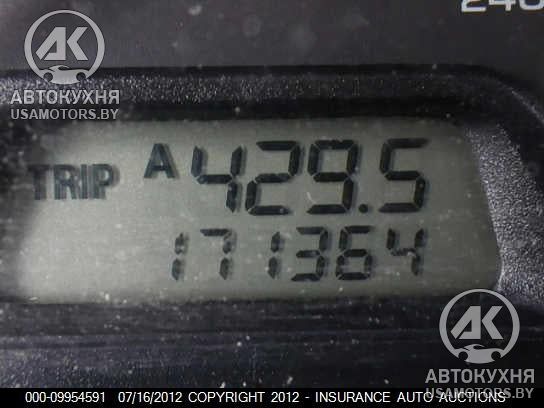 240
АК
АВТОКУХНЯ
USAMOTORS.BY
TRIP A 429.5
171364
АК
АВТОКУХНЯ
USAMOTORS.BY
000-09954591 07/16/2012 COPYRIGHT 2012 - INSURANCE AUTO AUCTIONS